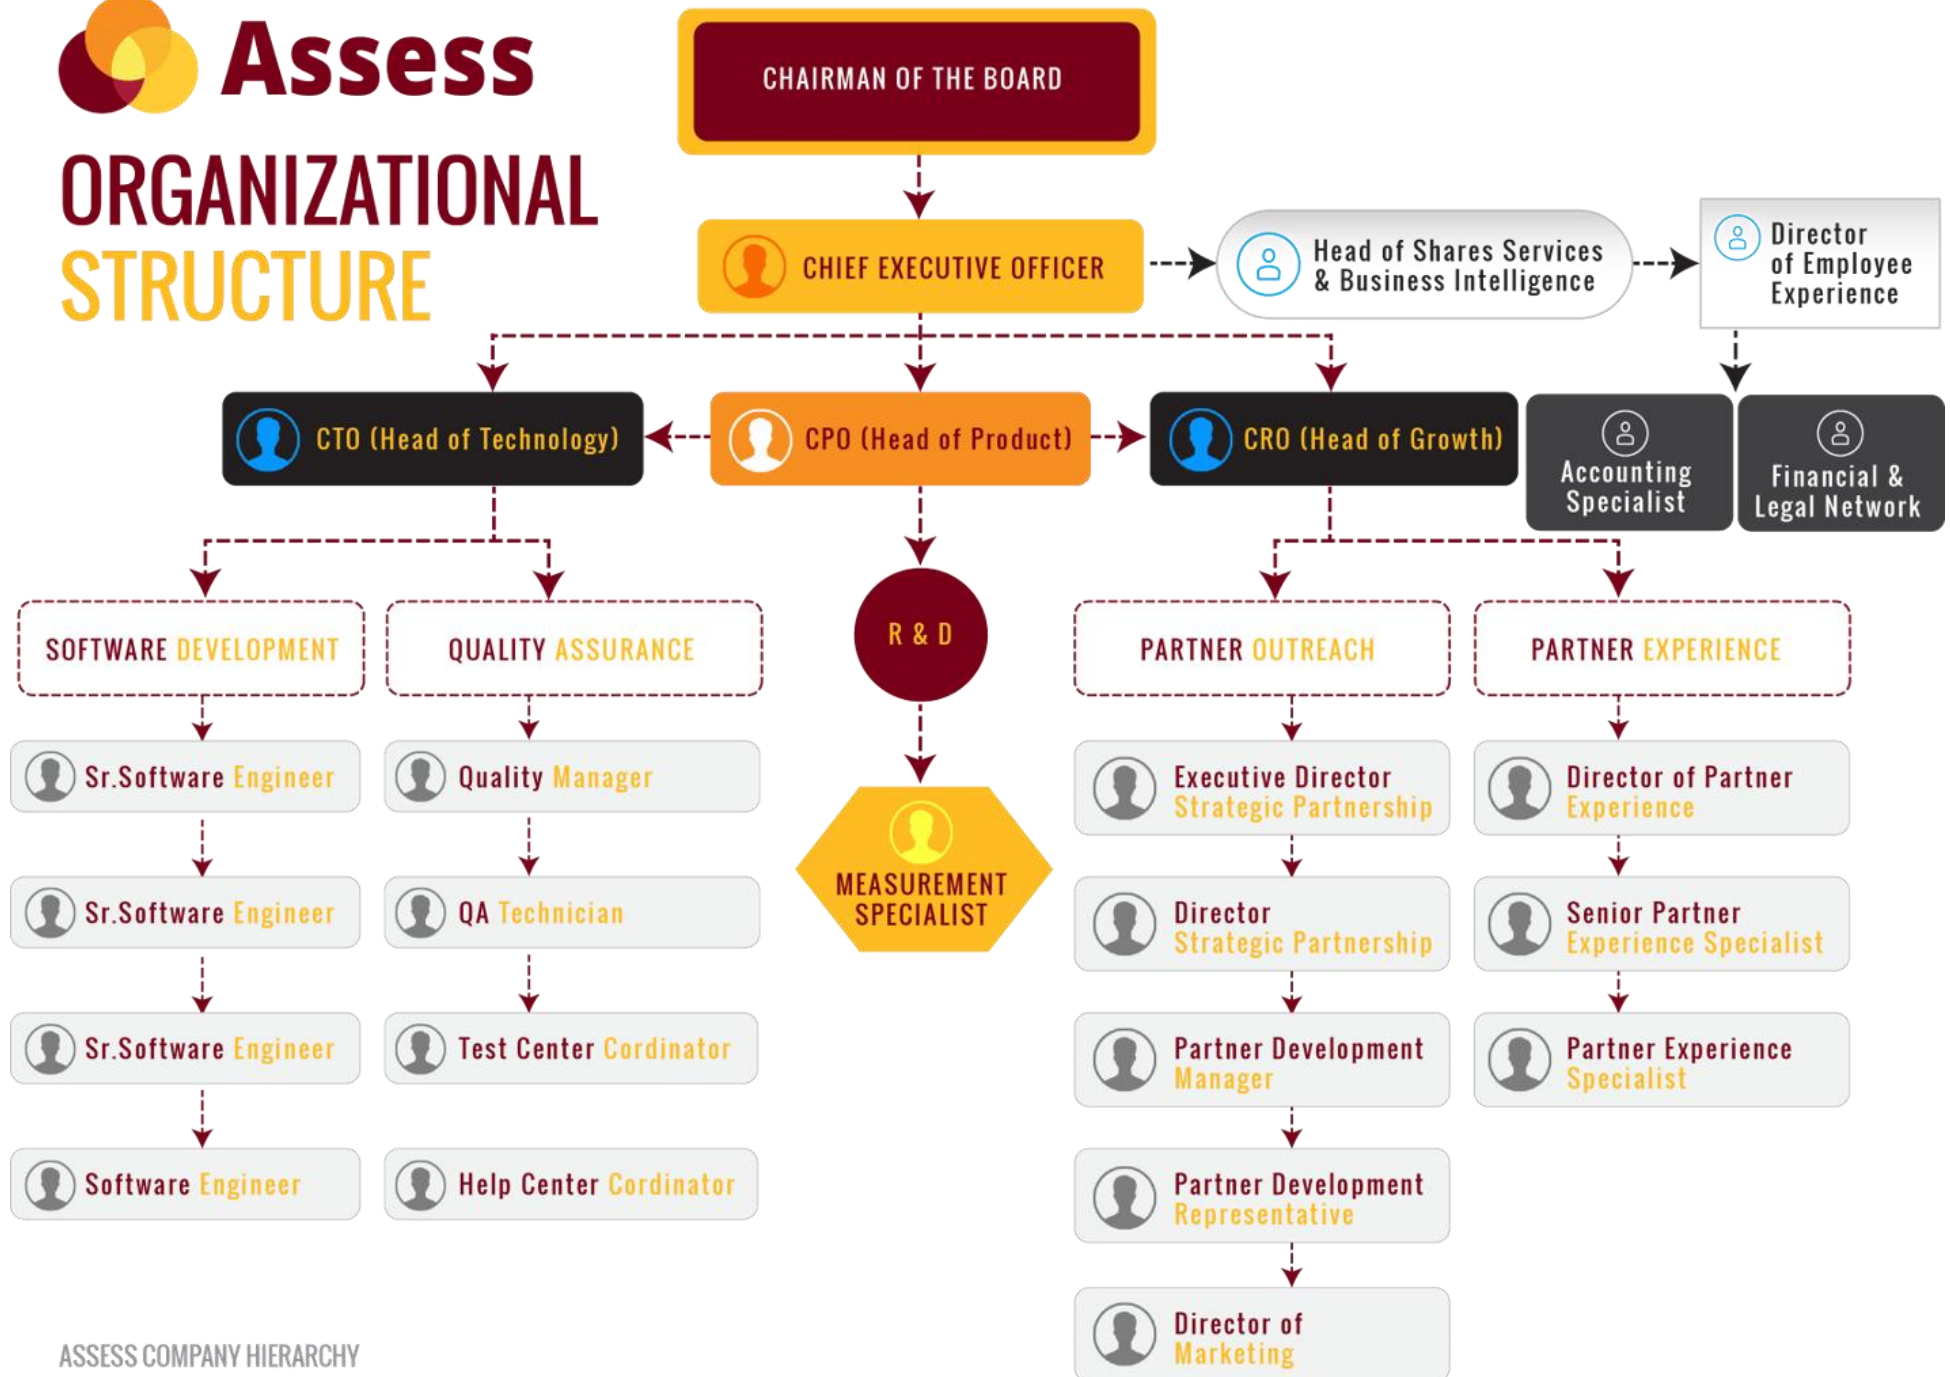 Assess
ORGANIZATIONAL
STRUCTURE
CHAIRMAN OF THE BOARD
CHIEF EXECUTIVE OFFICER
Head of Shares Services
& Business Intelligence
Director
of Employee
Experience
CTO (Head of Technology)
CPO (Head of Product)
CRO (Head of Growth)
Accounting
Specialist
Financial &
Legal Network
SOFTWARE DEVELOPMENT
QUALITY ASSURANCE
R & D
PARTNER OUTREACH
PARTNER EXPERIENCE
Sr.Software Engineer
Sr.Software Engineer
Sr.Software Engineer
Software Engineer
Quality Manager
QA Technician
Test Center Cordinator
Help Center Cordinator
MEASUREMENT
SPECIALIST
Executive Director
Strategic Partnership
Director
Strategic Partnership
Partner Development
Manager
Partner Development
Representative
Director of
Marketing
Director of Partner
Experience
Senior Partner
Experience Specialist
Partner Experience
Specialist
ASSESS COMPANY HIERARCHY